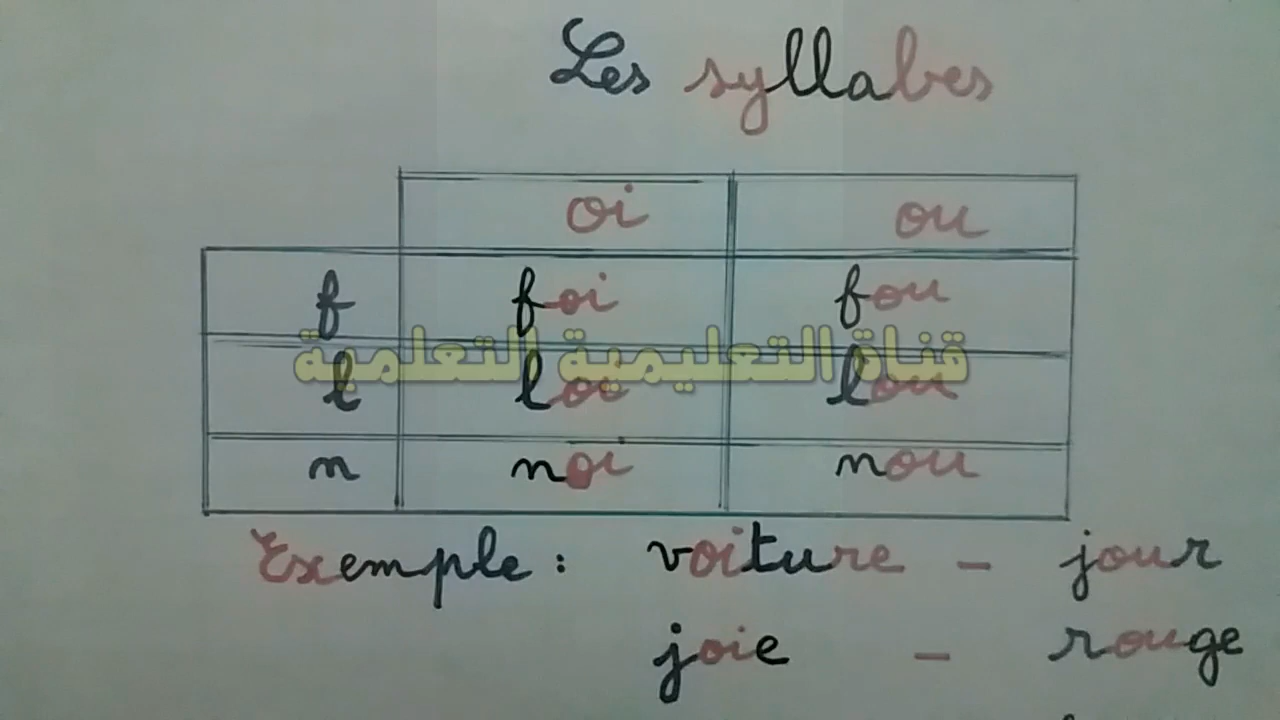 Les syllabes
oi ou
f foi fou
قناة التعليمية التعلمية
l loi lou
n noi nou
Exemple : voiture - jour
joie - rouge